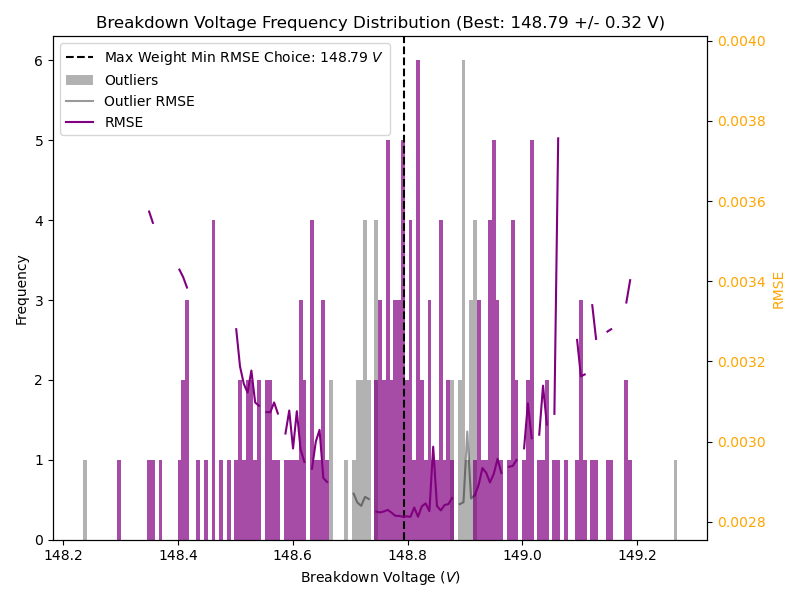 Breakdown Voltage Frequency Distribution (Best: 148.79 +/- 0.32 V)
Max Weight Min RMSE Choice: 148.79 V
Outliers
Outlier RMSE
RMSE
Frequency
6
5
4
3
2
1
0
0.0040
0.0038
0.0036
0.0034
0.0032
0.0030
0.0028
RMSE
148.2 148.4 148.6 148.8 149.0 149.2
Breakdown Voltage (V)